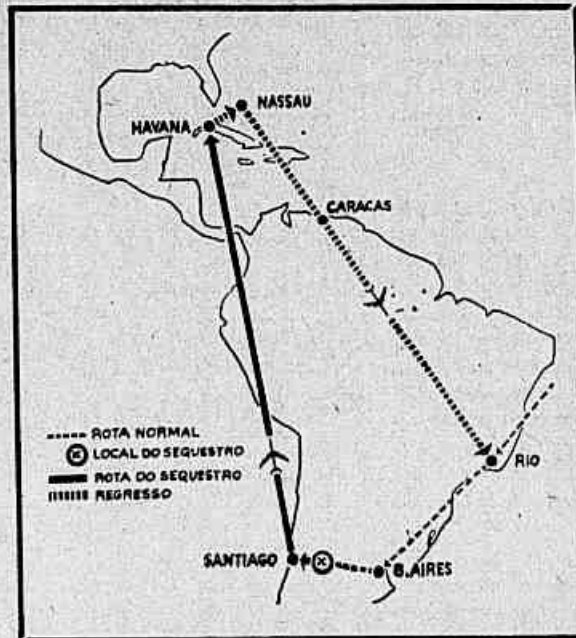 NASSAU
HAVANA
CARACAS
ROTA NORMAL
LOCAL DO SEQUESTRO
ROTA DO SEQUESTRO
REGRESSO
RIO
SANTIAGO
B. AIRES